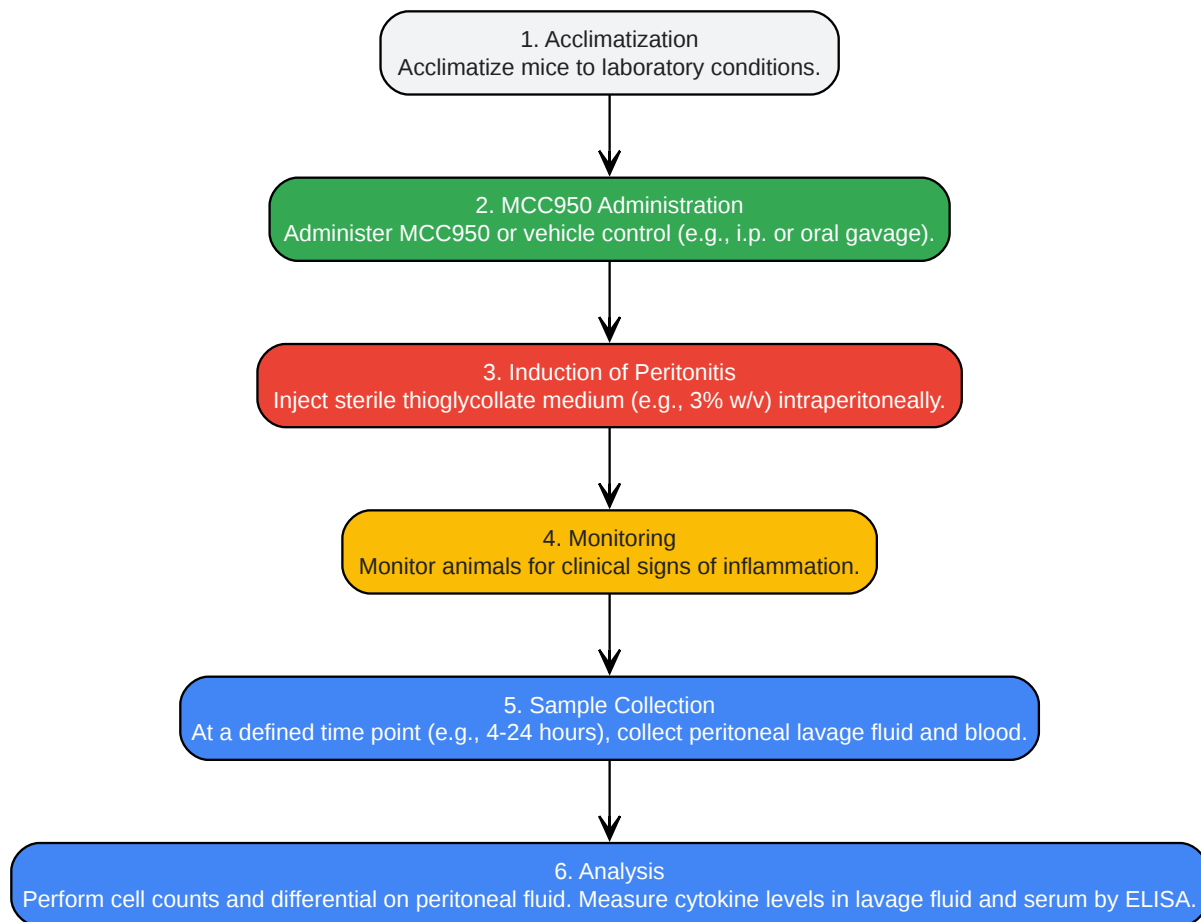 1. Acclimatization
Acclimatize mice to laboratory conditions.
2. MCC950 Administration
Administer MCC950 or vehicle control (e.g., i.p. or oral gavage).
3. Induction of Peritonitis
Inject sterile thioglycollate medium (e.g., 3% w/v) intraperitoneally.
4. Monitoring
Monitor animals for clinical signs of inflammation.
5. Sample Collection
At a defined time point (e.g., 4-24 hours), collect peritoneal lavage fluid and blood.
6. Analysis
Perform cell counts and differential on peritoneal fluid. Measure cytokine levels in lavage fluid and serum by ELISA.